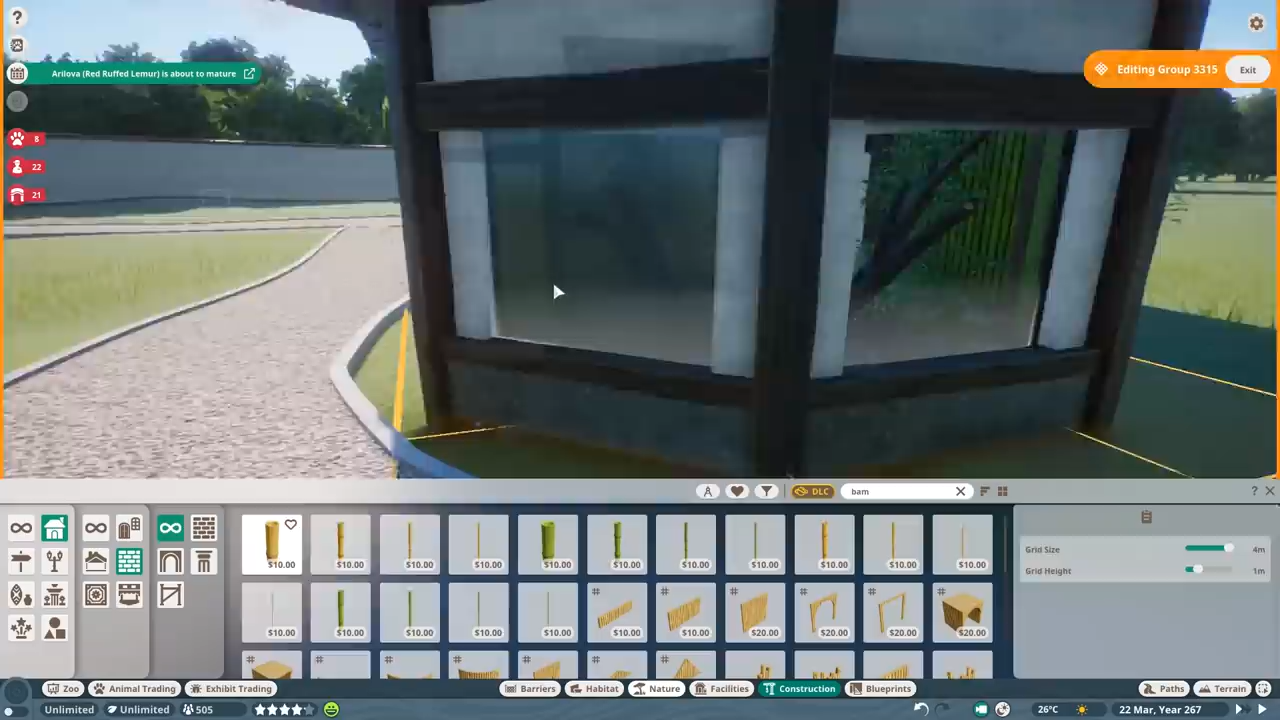 ?
Arilova (Red Ruffed Lemur) is about to mature
Editing Group 3315
Exit
8
22
21
DLC
bam
?
$10.00 $10.00 $10.00 $10.00 $10.00 $10.00 $10.00 $10.00 $10.00 $10.00 $10.00
$10.00 $10.00 $10.00 $10.00 $10.00 $10.00 $10.00 $20.00 $20.00 $20.00 $20.00
Grid Size 4m
Grid Height 1m
Zoo Animal Trading Exhibit Trading Barriers Habitat Nature Facilities Construction Blueprints Paths Terrain
Unlimited Unlimited 505 26°C 22 Mar, Year 267